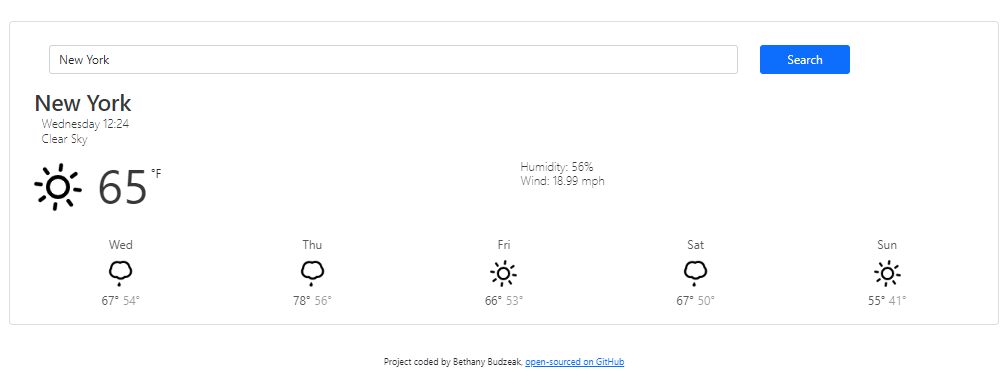 New York
Search
New York
Wednesday 12:24
Clear Sky
65 °F
Humidity: 56%
Wind: 18.99 mph
Wed Thu Fri Sat Sun
67° 54° 78° 56° 66° 53° 67° 50° 55° 41°
Project coded by Bethany Budzeak, open-sourced on GitHub